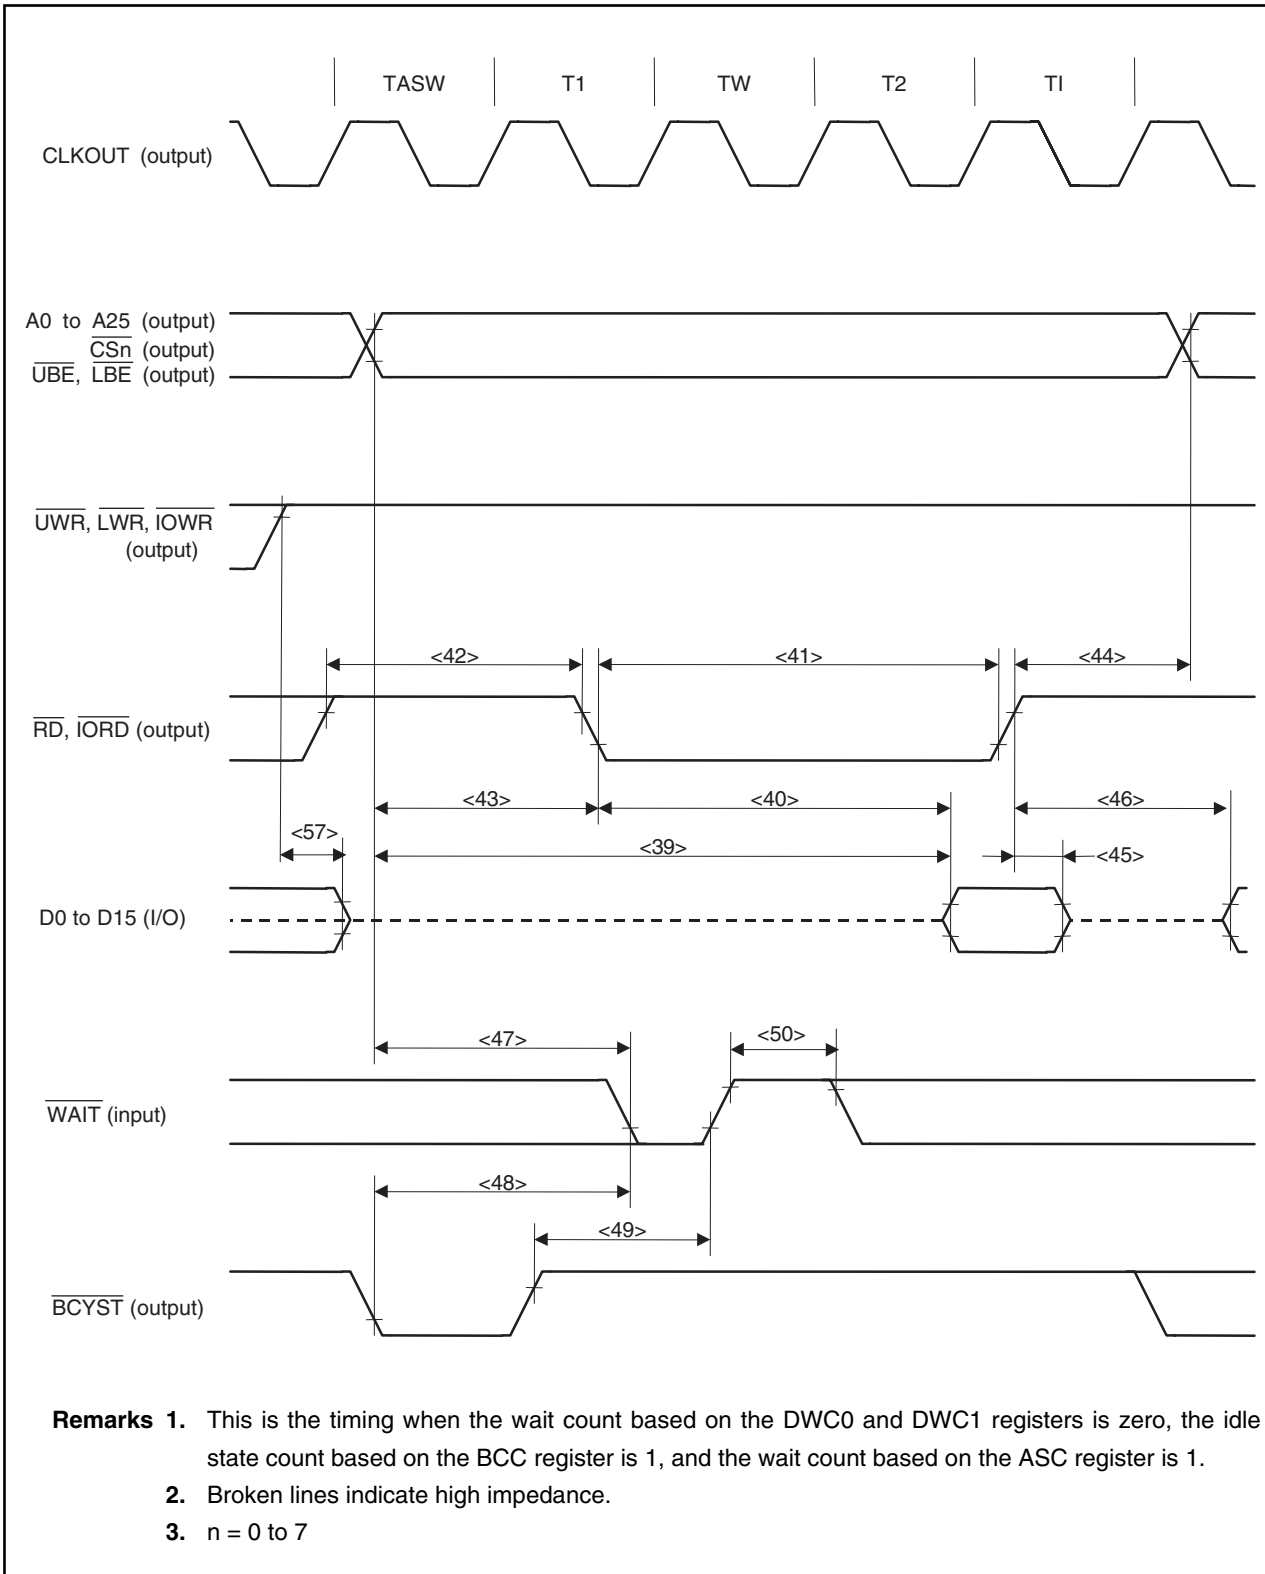 TASW T1 TW T2 TI
CLKOUT (output)
A0 to A25 (output)
CSn (output)
UBE, LBE (output)
UWR, LWR, IOWR
(output)
<42> <41> <44>
RD, IORD (output)
<43> <40> <46>
<57> <39> <45>
D0 to D15 (I/O)
<47> <50>
WAIT (input)
<48>
<49>
BCYST (output)
Remarks 1. This is the timing when the wait count based on the DWC0 and DWC1 registers is zero, the idle
state count based on the BCC register is 1, and the wait count based on the ASC register is 1.
2. Broken lines indicate high impedance.
3. n = 0 to 7